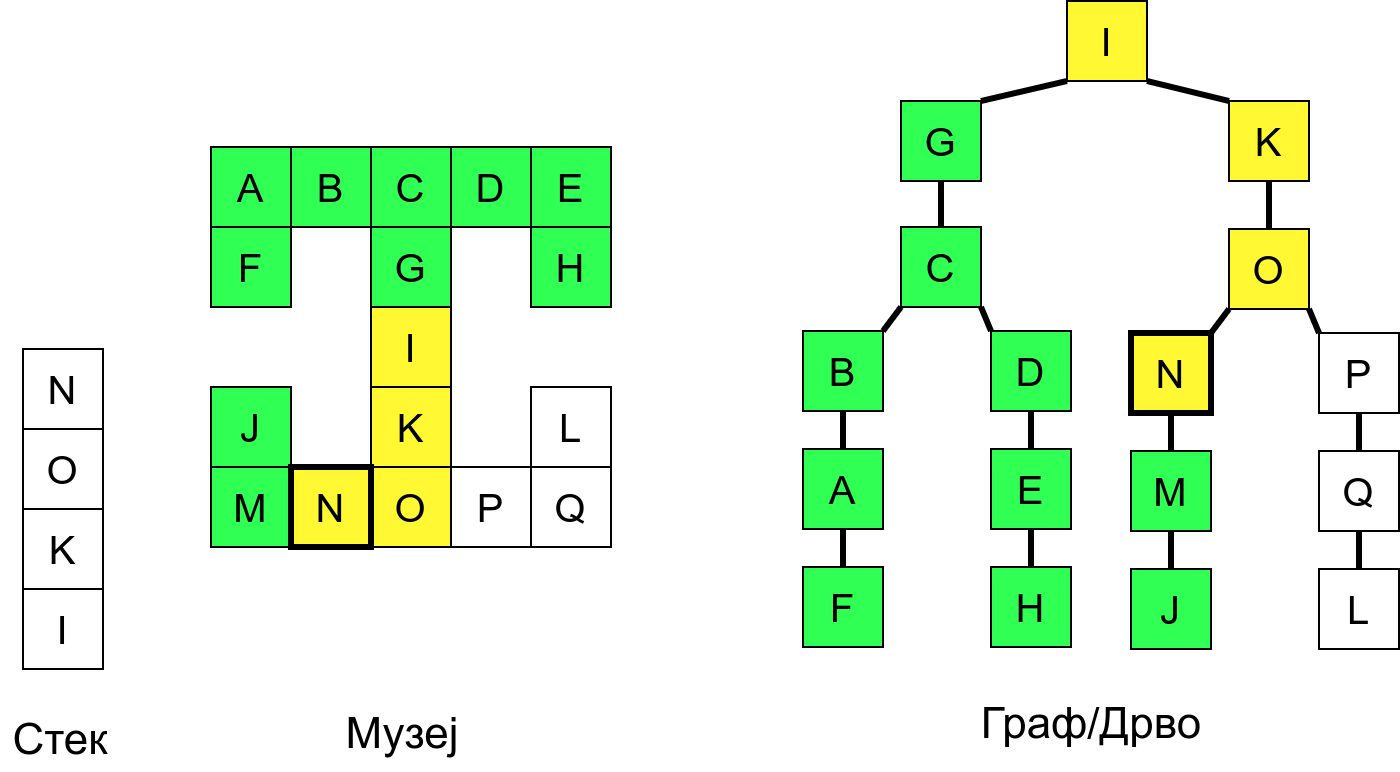 N
O
K
I
Стек
A B C D E
F G H
I
J K L
M N O P Q
Музеј
I
G K
C O
B D N P
A E M Q
F H J L
Граф/Дрво